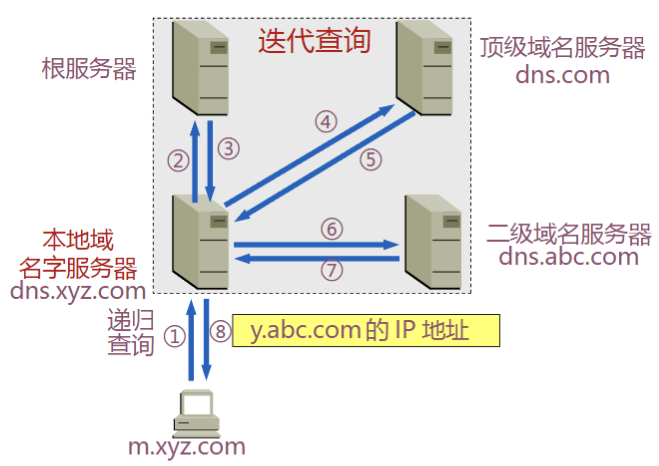 迭代查询
根服务器
顶级域名服务器
dns.com
④
②
③
⑤
本地域
名字服务器
dns.xyz.com
⑥
二级域名服务器
dns.abc.com
⑦
递归
查询
①
⑧
y.abc.com 的 IP 地址
m.xyz.com